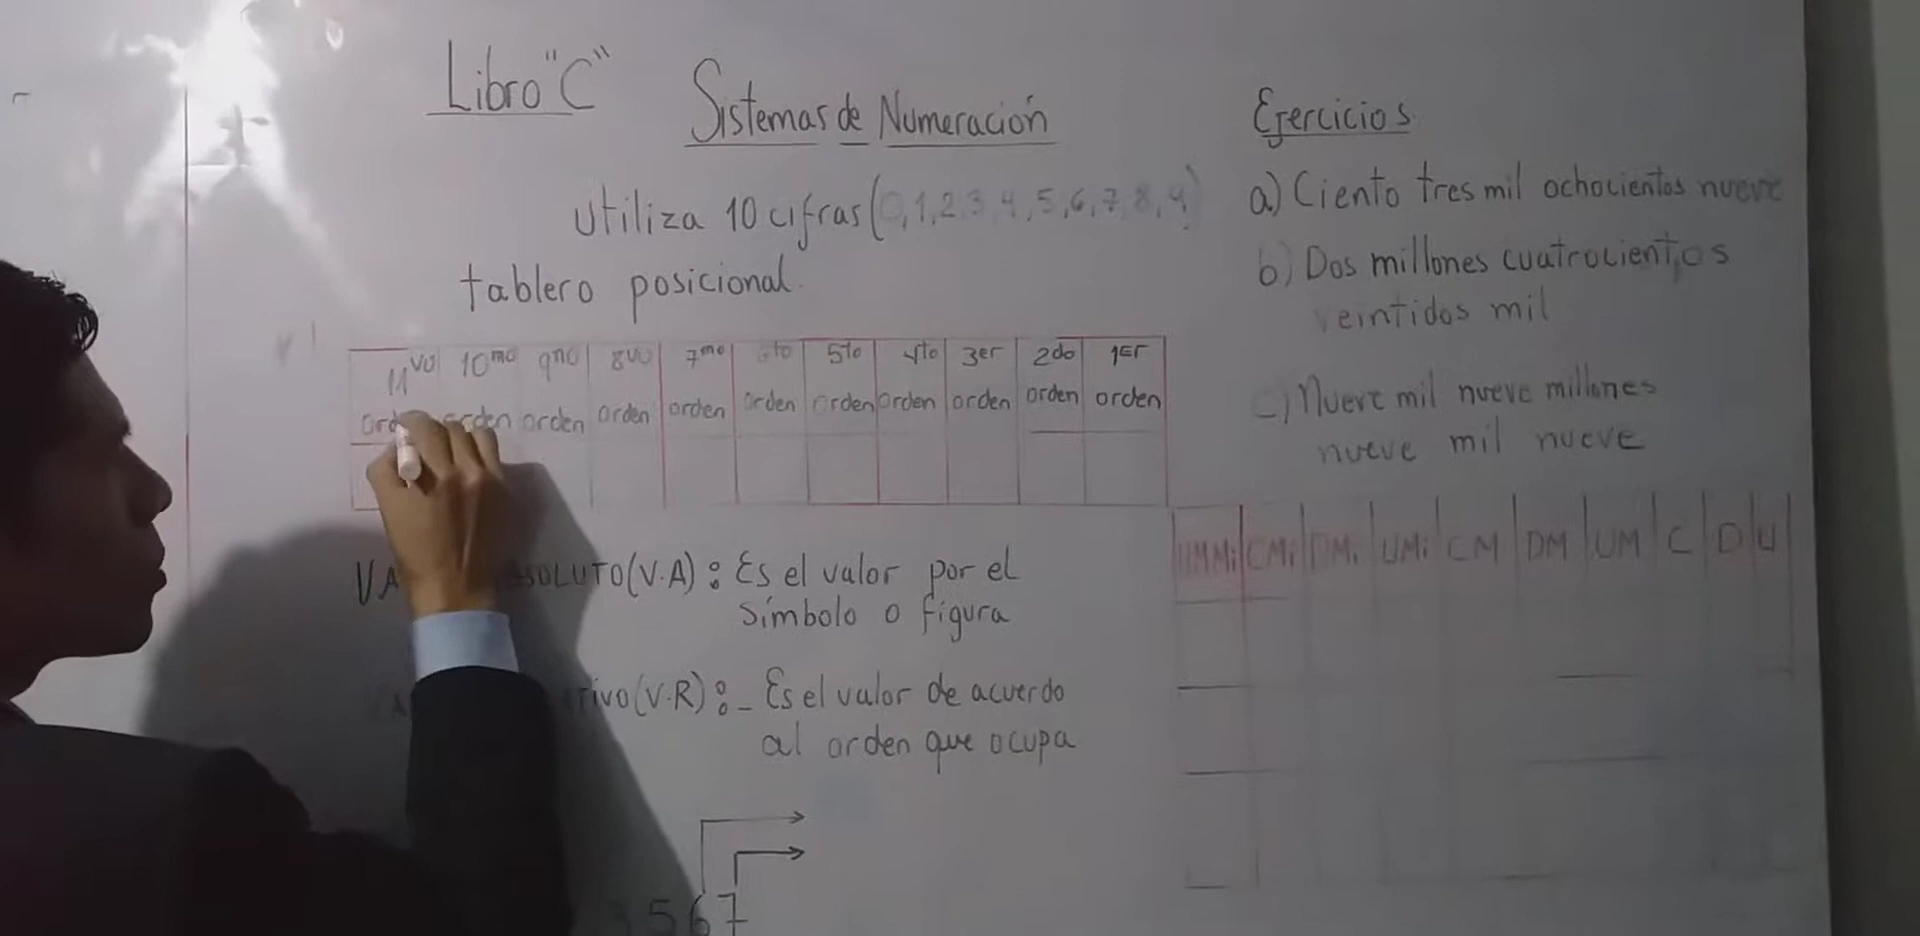 Libro "C"
Sistemas de Numeración
Utiliza 10 cifras (0,1,2,3,4,5,6,7,8,9)
tablero posicional.
11vo 10mo 9no 8vo 7mo 6to 5to 4to 3er 2do 1er
orden orden orden orden orden orden orden orden orden orden
ABSOLUTO (V.A) : Es el valor por el
símbolo o figura
(V.R) : _ Es el valor de acuerdo
al orden que ocupa
567
Ejercicios
a) Ciento tres mil ochocientos nueve
b) Dos millones cuatrocientos
veintidos mil
c) Nueve mil nueve millones
nueve mil nueve
UMMi CMi DMi UMi CM DM UM C D U